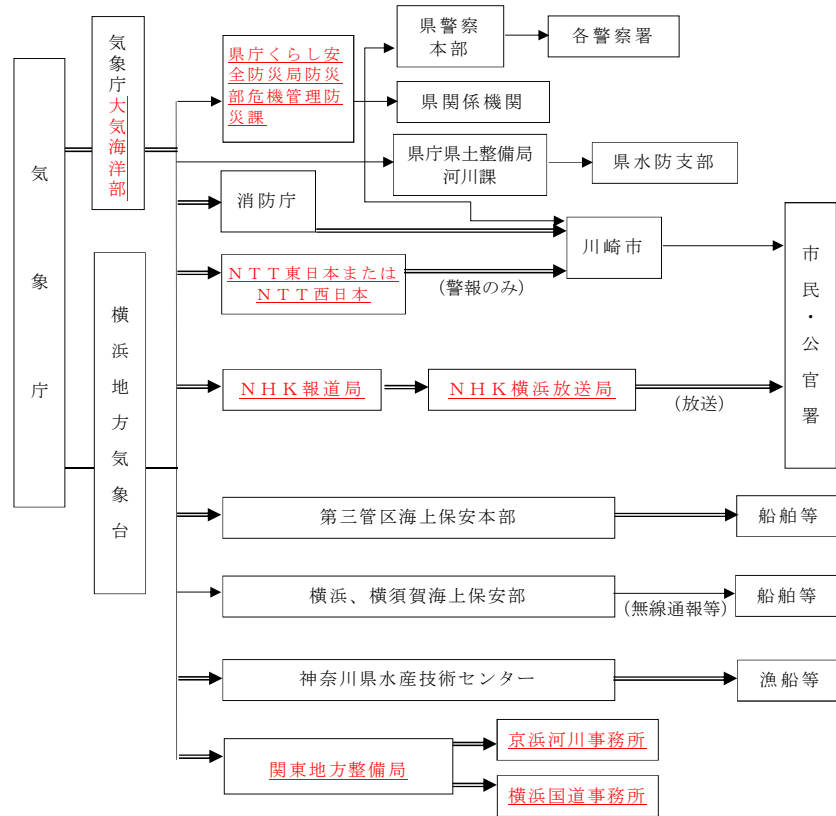 気象庁
気象庁大気海洋部
横浜地方気象台
県庁くらし安
全防災局防災
部危機管理防
災課
県警察
本部
各警察署
県関係機関
県庁県土整備局
河川課
県水防支部
消防庁
川崎市
NTT東日本または
NTT西日本
(警報のみ)
市民・公官署
NHK報道局
NHK横浜放送局
(放送)
第三管区海上保安本部
船舶等
横浜、横須賀海上保安部
(無線通報等)
船舶等
神奈川県水産技術センター
漁船等
関東地方整備局
京浜河川事務所
横浜国道事務所